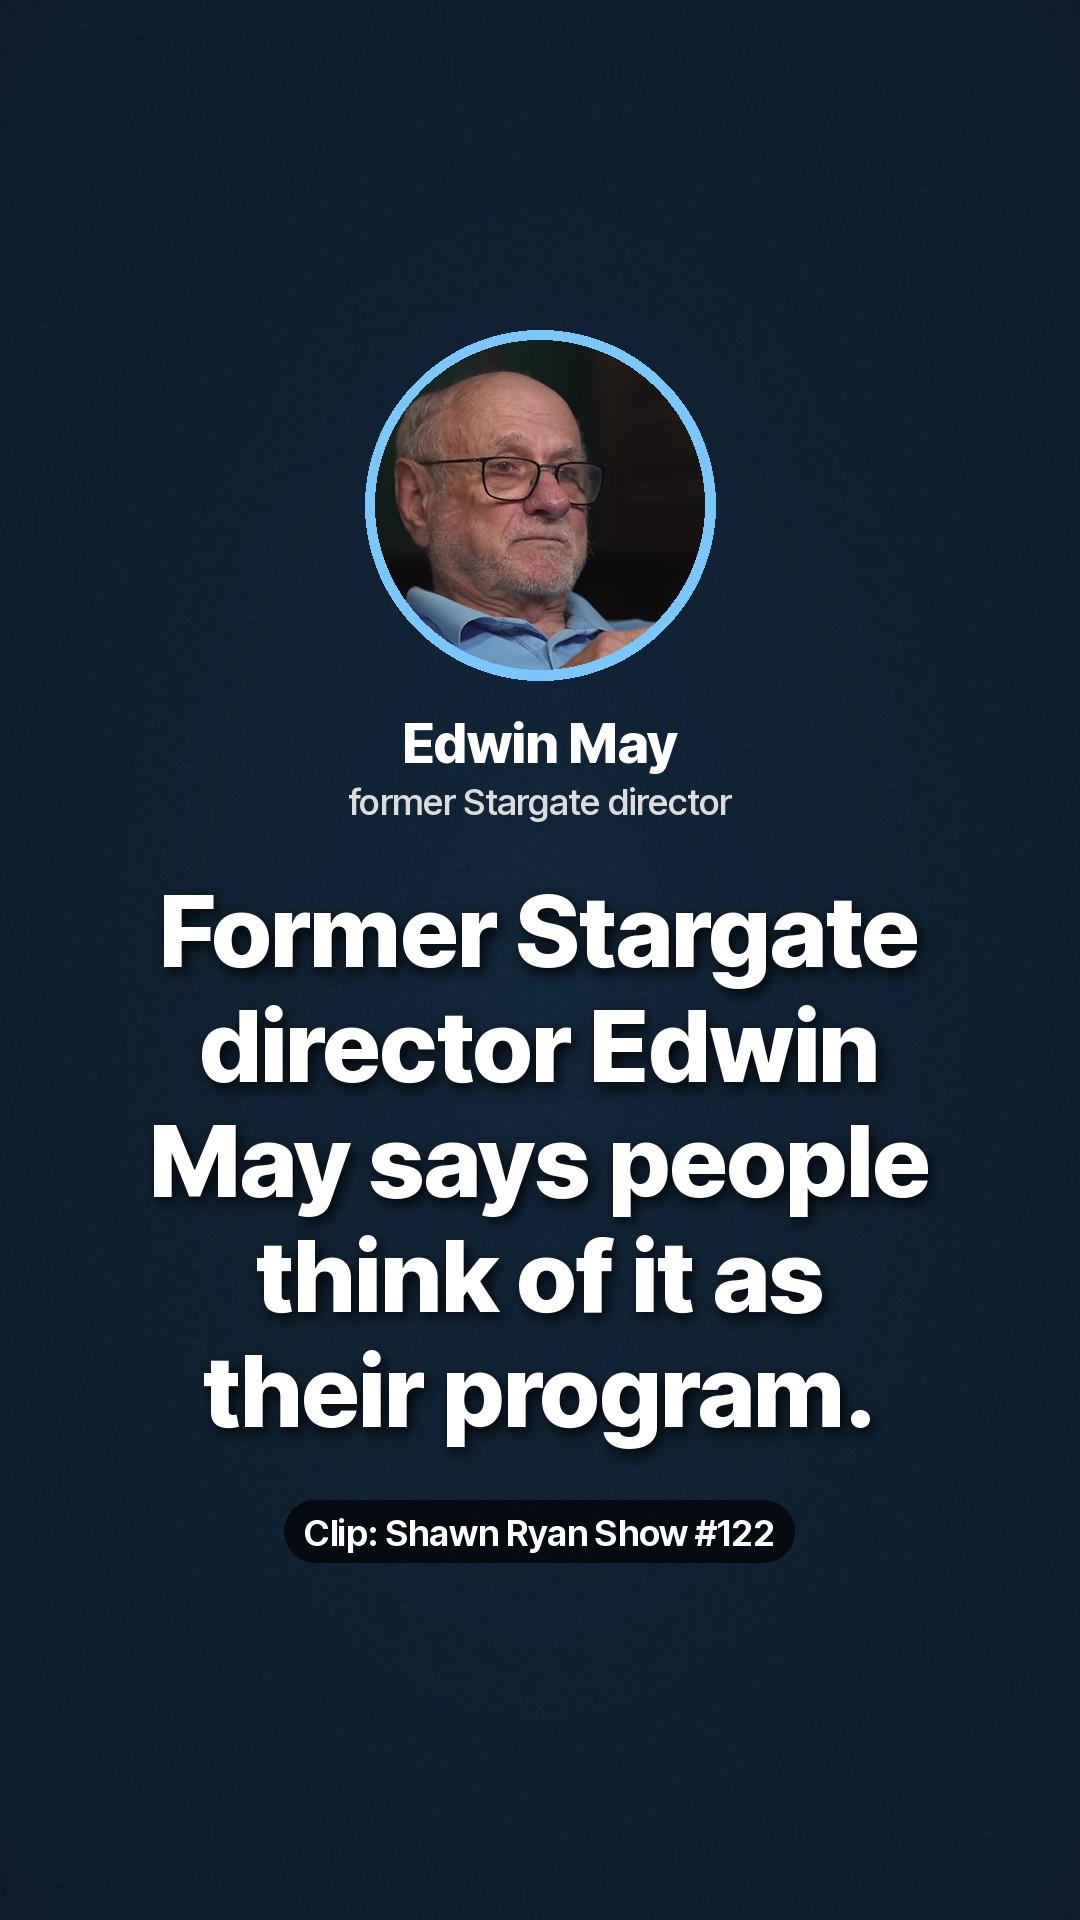 Edwin May
former Stargate director
Former Stargate
director Edwin
May says people
think of it as
their program.
Clip: Shawn Ryan Show #122